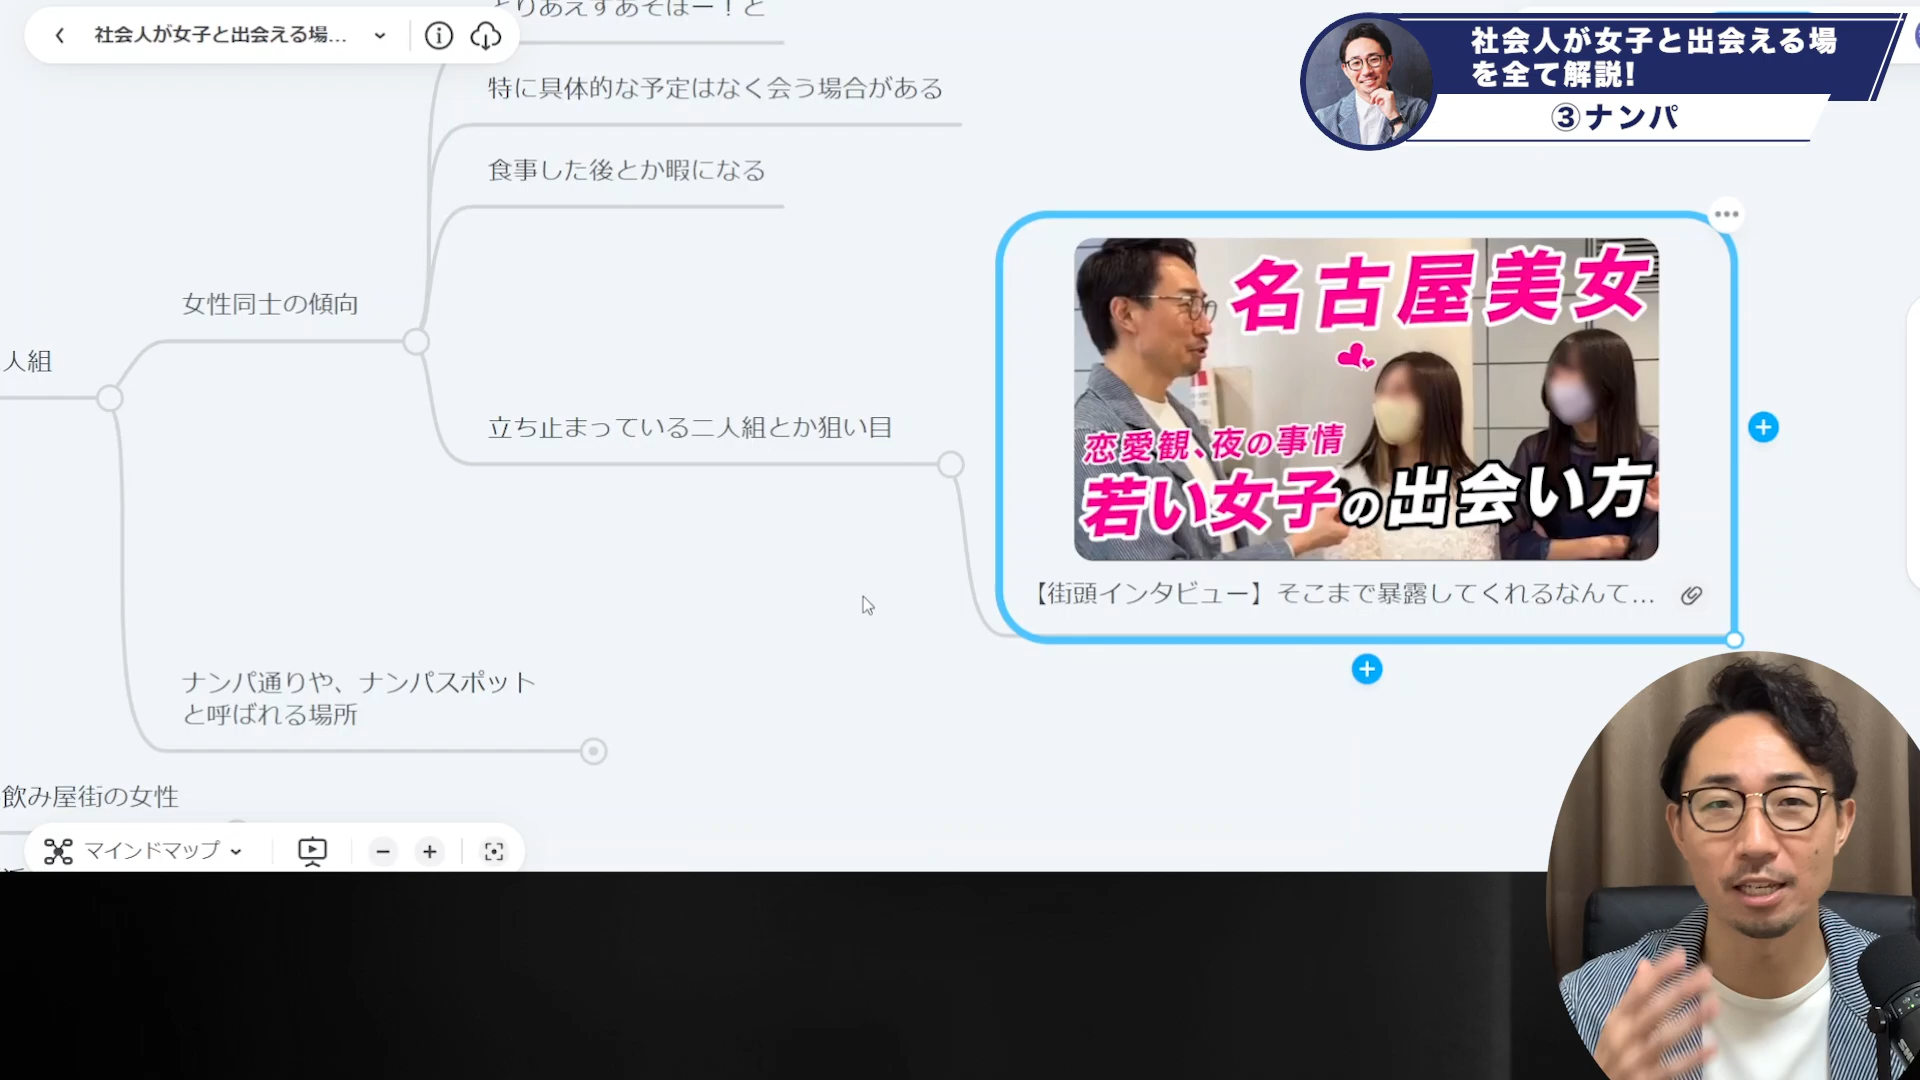 社会人が女子と出会える場...
特に具体的な予定はなく会う場合がある
食事した後とか暇になる
女性同士の傾向
人組
立ち止まっている二人組とか狙い目
ナンパ通りや、ナンパスポット
と呼ばれる場所
飲み屋街の女性
マインドマップ
社会人が女子と出会える場
を全て解説!
③ナンパ
名古屋美女
恋愛観、夜の事情
若い女子の出会い方
【街頭インタビュー】そこまで暴露してくれるなんて...